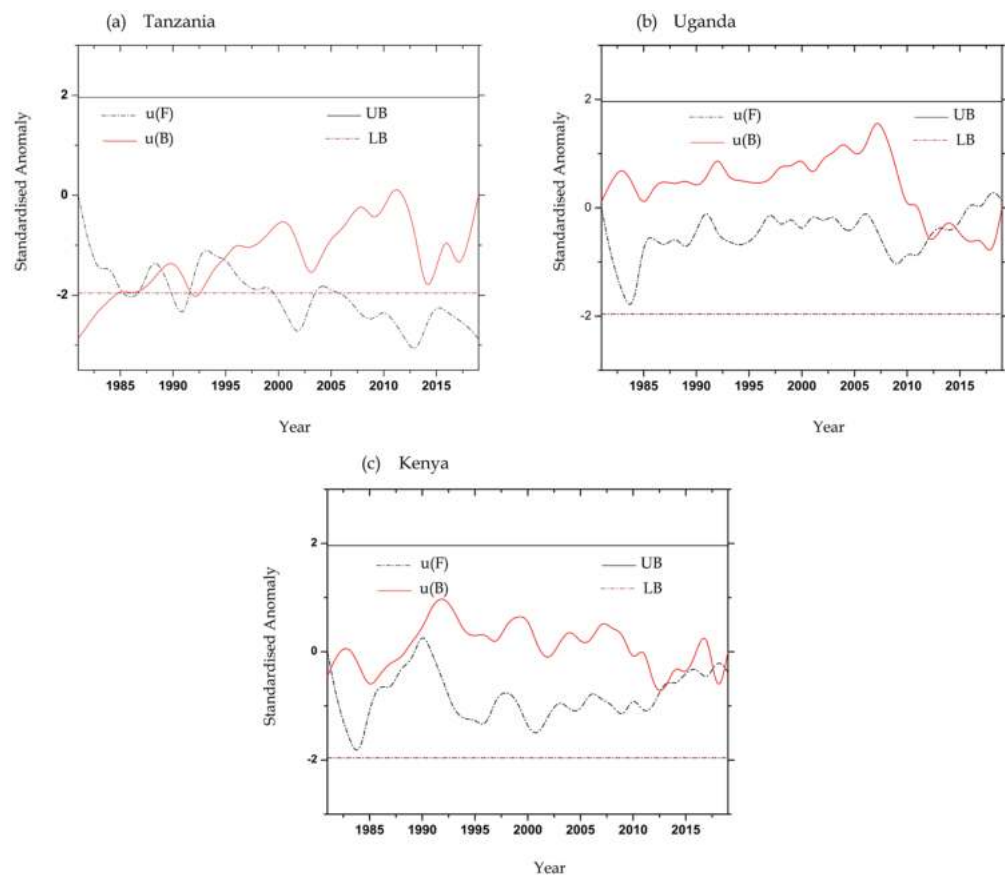 (a) Tanzania
Standardised Anomaly
2
0
-2
u(F)
u(B)
UB
LB
1985 1990 1995 2000 2005 2010 2015
Year
(b) Uganda
Standardised Anomaly
2
0
-2
u(F)
u(B)
UB
LB
1985 1990 1995 2000 2005 2010 2015
Year
(c) Kenya
Standardised Anomaly
2
0
-2
u(F)
u(B)
UB
LB
1985 1990 1995 2000 2005 2010 2015
Year